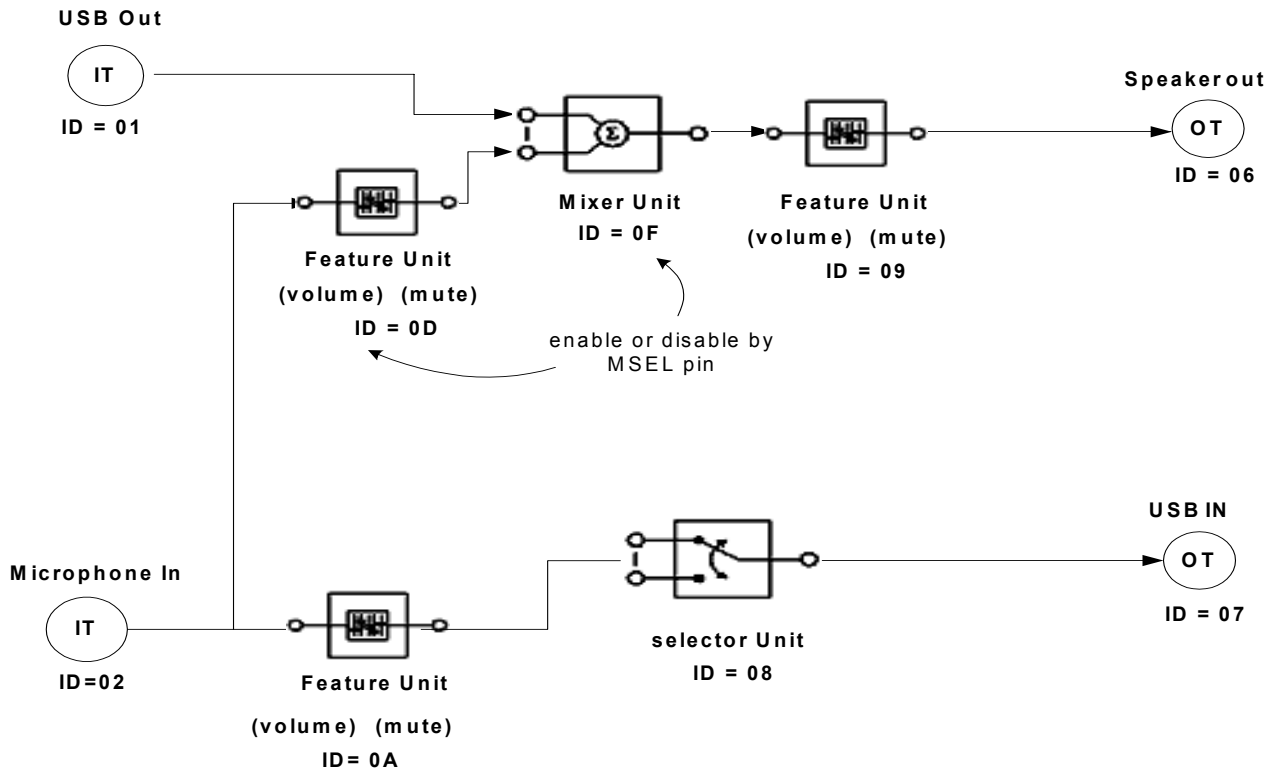 USB Out
IT
ID = 01
Speakerout
OT
ID = 06
Σ
Mixer Unit
ID = 0F
Feature Unit
(volume) (mute)
ID = 09
Feature Unit
(volume) (mute)
ID = 0D
enable or disable by
MSEL pin
USB IN
OT
ID = 07
Microphone In
IT
ID=02
Feature Unit
(volume) (mute)
ID= 0A
selector Unit
ID = 08